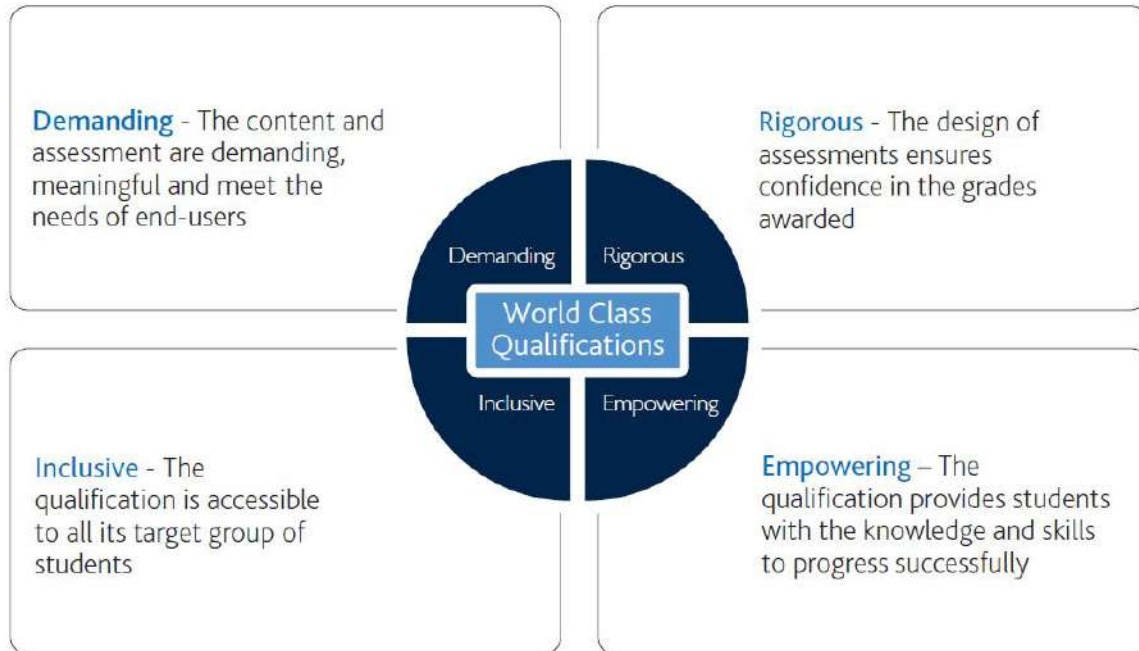 Demanding - The content and
assessment are demanding,
meaningful and meet the
needs of end-users
Rigorous - The design of
assessments ensures
confidence in the grades
awarded
Demanding
Rigorous
World Class
Qualifications
Inclusive
Empowering
Inclusive - The
qualification is accessible
to all its target group of
students
Empowering – The
qualification provides students
with the knowledge and skills
to progress successfully